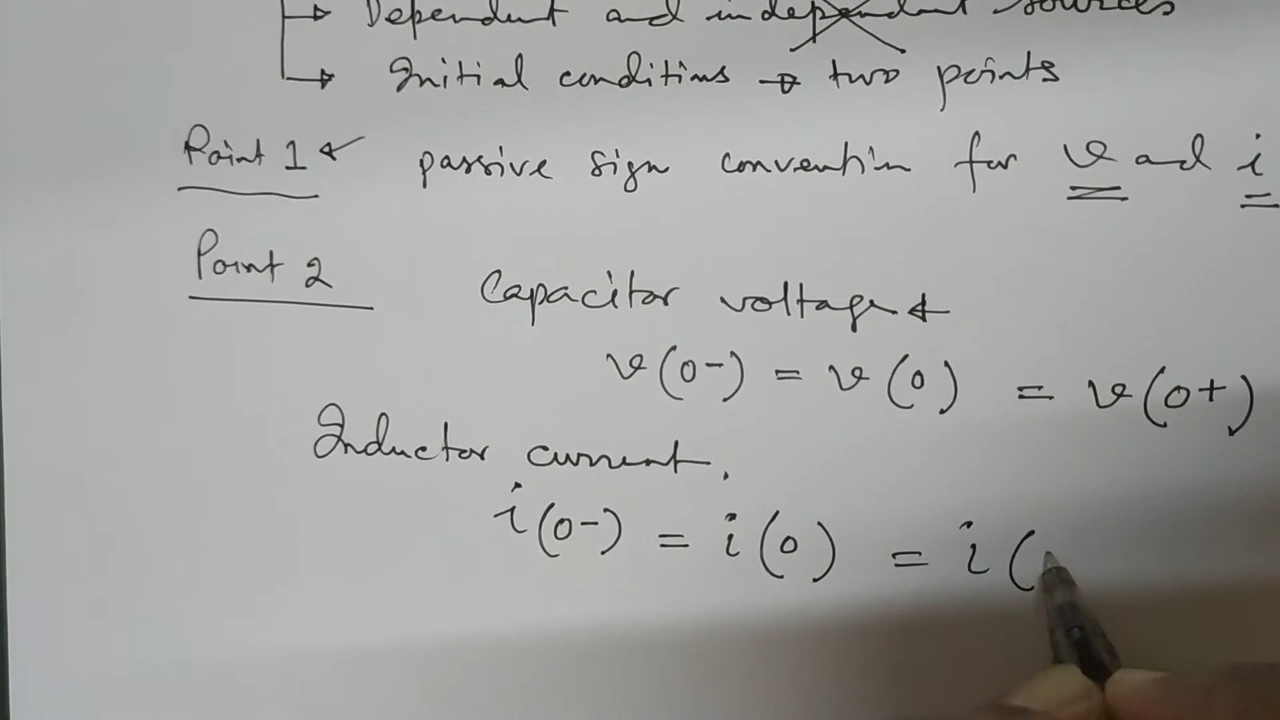 Dependent and independent sources
Initial conditions → two points
Point 1 passive sign convention for v and i
Point 2
Capacitor voltage
v(0-) = v(0) = v(0+)
Inductor current,
i(0-) = i(0) = i(